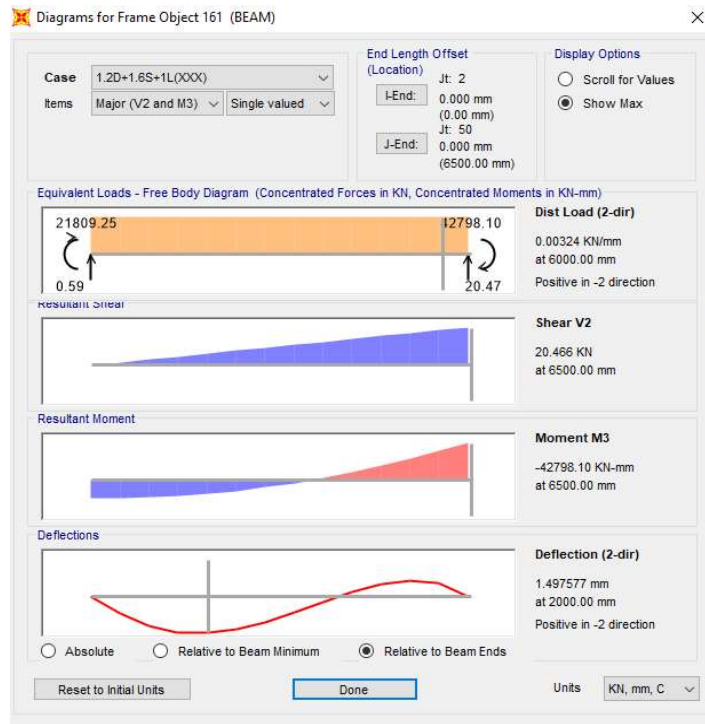 Diagrams for Frame Object 161 (BEAM)
Case
1.2D+1.6S+1L(XXX)
Items
Major (V2 and M3)
Single valued
End Length Offset
(Location)
Jt: 2
I-End:
0.000 mm
(0.00 mm)
Jt: 50
J-End:
0.000 mm
(6500.00 mm)
Display Options
Scroll for Values
Show Max
Equivalent Loads - Free Body Diagram (Concentrated Forces in KN, Concentrated Moments in KN-mm)
21809.25
42798.10
0.59
20.47
Dist Load (2-dir)
0.00324 KN/mm
at 6000.00 mm
Positive in -2 direction
Resultant Shear
Shear V2
20.466 KN
at 6500.00 mm
Resultant Moment
Moment M3
-42798.10 KN-mm
at 6500.00 mm
Deflections
Deflection (2-dir)
1.497577 mm
at 2000.00 mm
Positive in -2 direction
Absolute
Relative to Beam Minimum
Relative to Beam Ends
Reset to Initial Units
Done
Units
KN, mm, C